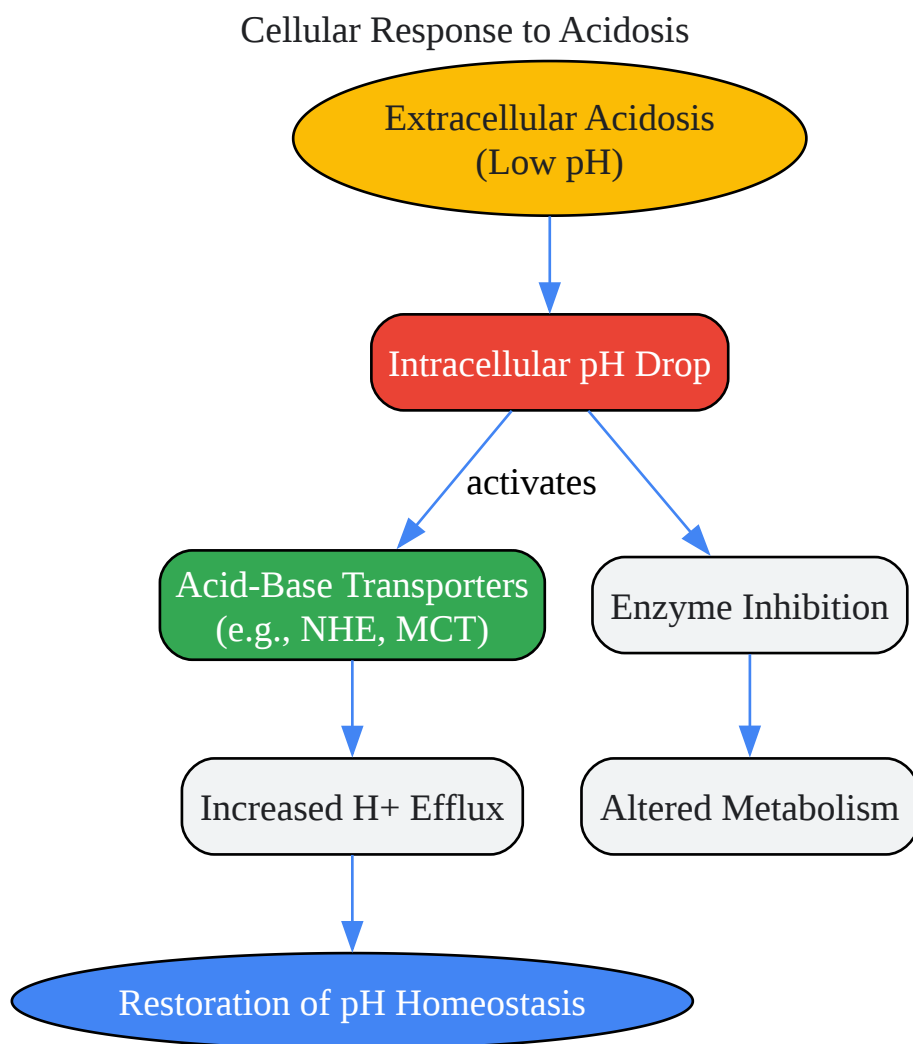 Cellular Response to Acidosis
Extracellular Acidosis
(Low pH)
Intracellular pH Drop
activates
Acid-Base Transporters
(e.g., NHE, MCT)
Enzyme Inhibition
Increased H+ Efflux
Altered Metabolism
Restoration of pH Homeostasis